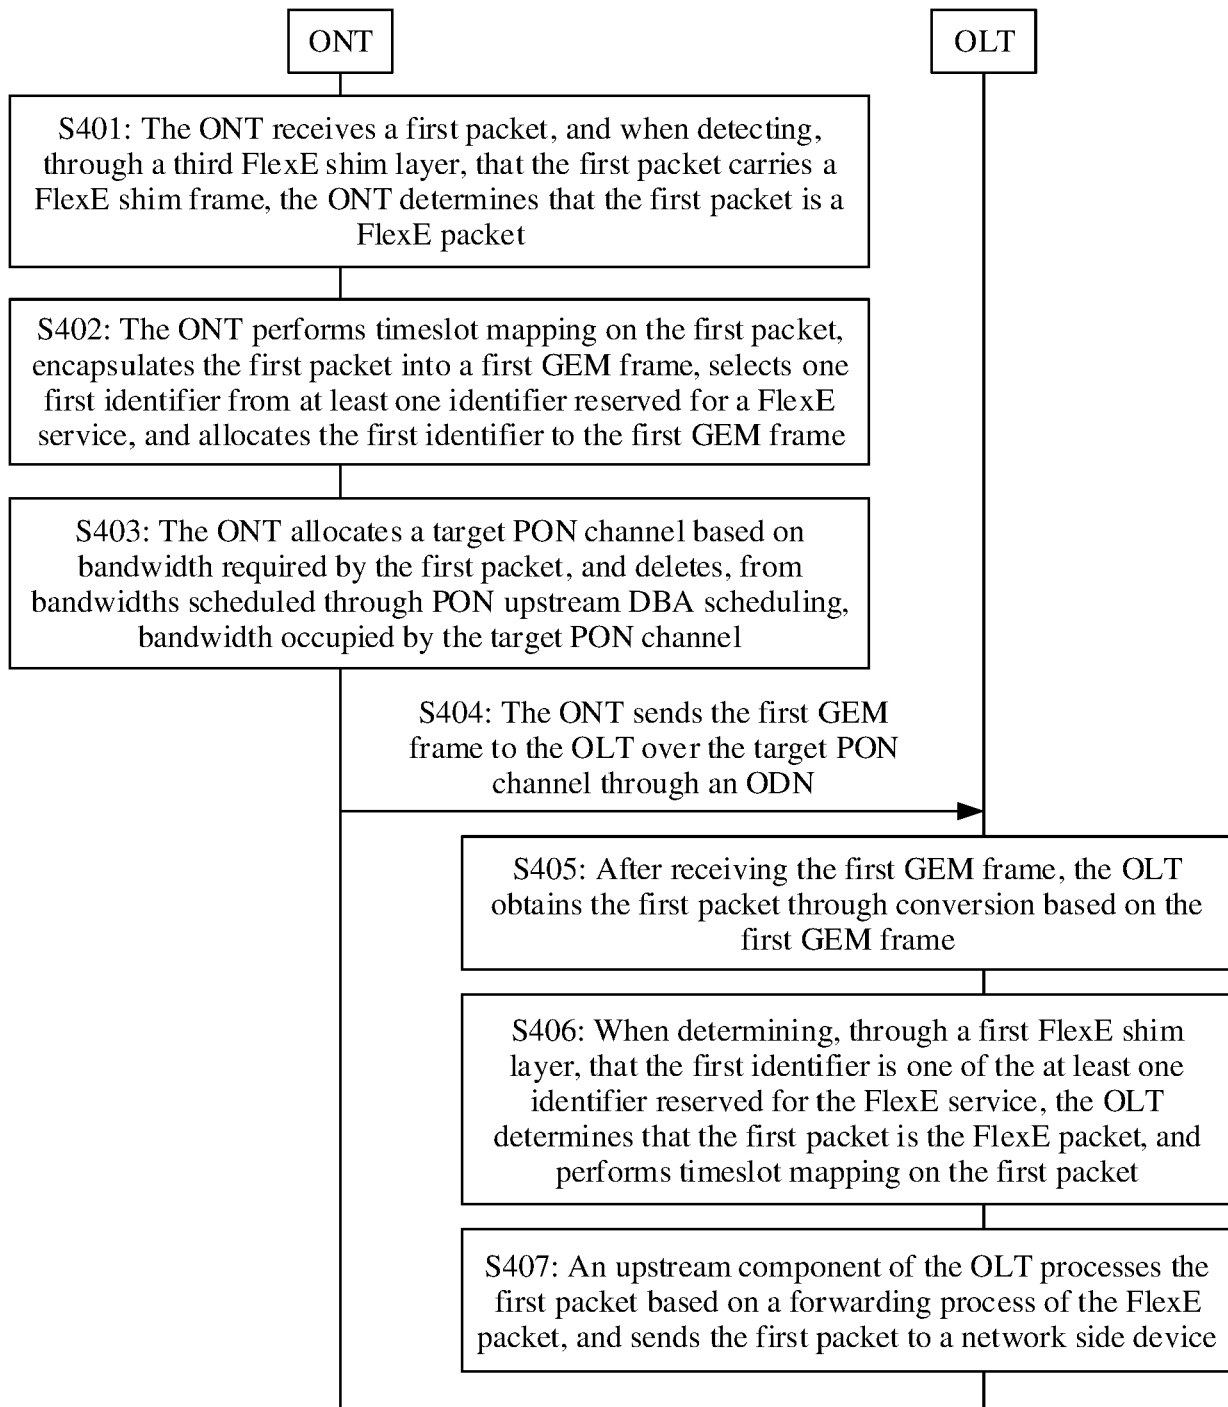 ONT
OLT
S401: The ONT receives a first packet, and when detecting,
through a third FlexE shim layer, that the first packet carries a
FlexE shim frame, the ONT determines that the first packet is a
FlexE packet
S402: The ONT performs timeslot mapping on the first packet,
encapsulates the first packet into a first GEM frame, selects one
first identifier from at least one identifier reserved for a FlexE
service, and allocates the first identifier to the first GEM frame
S403: The ONT allocates a target PON channel based on
bandwidth required by the first packet, and deletes, from
bandwidths scheduled through PON upstream DBA scheduling,
bandwidth occupied by the target PON channel
S404: The ONT sends the first GEM
frame to the OLT over the target PON
channel through an ODN
S405: After receiving the first GEM frame, the OLT
obtains the first packet through conversion based on the
first GEM frame
S406: When determining, through a first FlexE shim
layer, that the first identifier is one of the at least one
identifier reserved for the FlexE service, the OLT
determines that the first packet is the FlexE packet, and
performs timeslot mapping on the first packet
S407: An upstream component of the OLT processes the
first packet based on a forwarding process of the FlexE
packet, and sends the first packet to a network side device